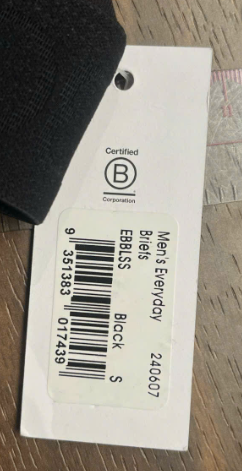 Certified
B
Corporation
Men's Everyday 240607
Briefs
EBBLSS Black S
9 351383 017439